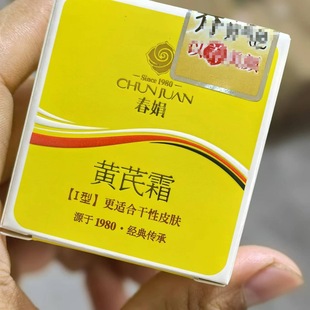 Since 1980
CHUNJUAN
春娟
黄芪霜
【I型】更适合干性皮肤
源于1980·经典传承